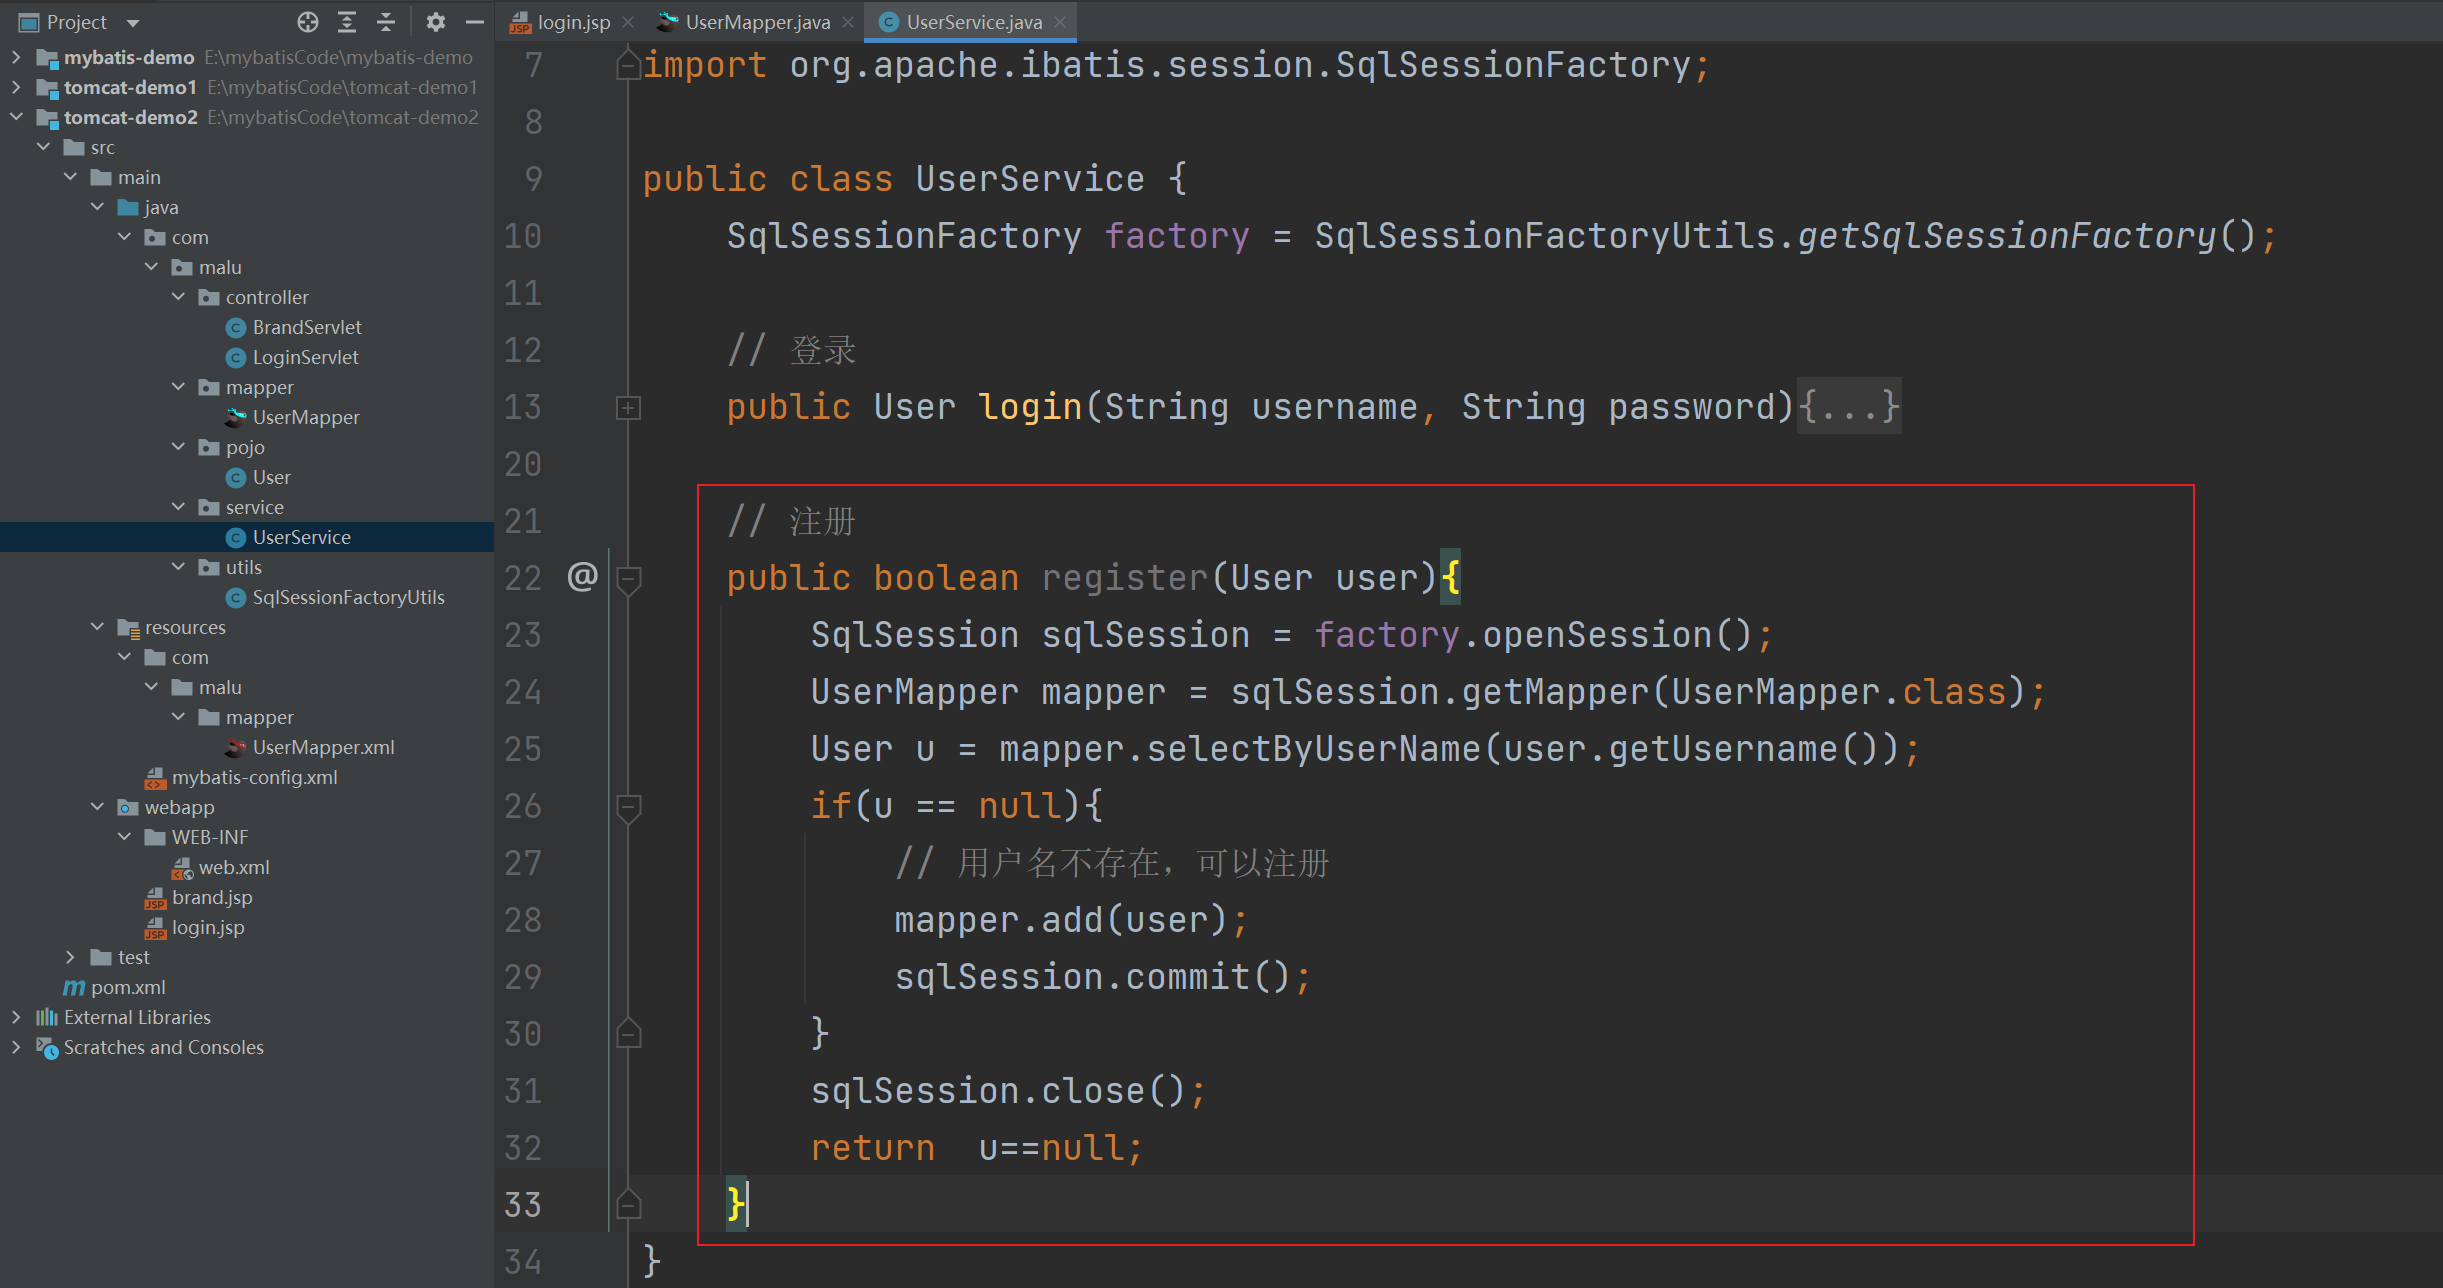 Project
mybatis-demo E:\mybatisCode\mybatis-demo
tomcat-demo1 E:\mybatisCode\tomcat-demo1
tomcat-demo2 E:\mybatisCode\tomcat-demo2
src
main
java
com
malu
controller
BrandServlet
LoginServlet
mapper
UserMapper
pojo
User
service
UserService
utils
SqlSessionFactoryUtils
resources
com
malu
mapper
UserMapper.xml
mybatis-config.xml
webapp
WEB-INF
web.xml
brand.jsp
login.jsp
test
pom.xml
External Libraries
Scratches and Consoles
login.jsp UserMapper.java UserService.java
7 import org.apache.ibatis.session.SqlSessionFactory;
8
9 public class UserService {
10 SqlSessionFactory factory = SqlSessionFactoryUtils.getSqlSessionFactory();
11
12 // 登录
13 public User login(String username, String password){...}
20
21 // 注册
22 @ public boolean register(User user){
23 SqlSession sqlSession = factory.openSession();
24 UserMapper mapper = sqlSession.getMapper(UserMapper.class);
25 User u = mapper.selectByUserName(user.getUsername());
26 if(u == null){
27 // 用户名不存在，可以注册
28 mapper.add(user);
29 sqlSession.commit();
30 }
31 sqlSession.close();
32 return  u==null;
33 }
34 }